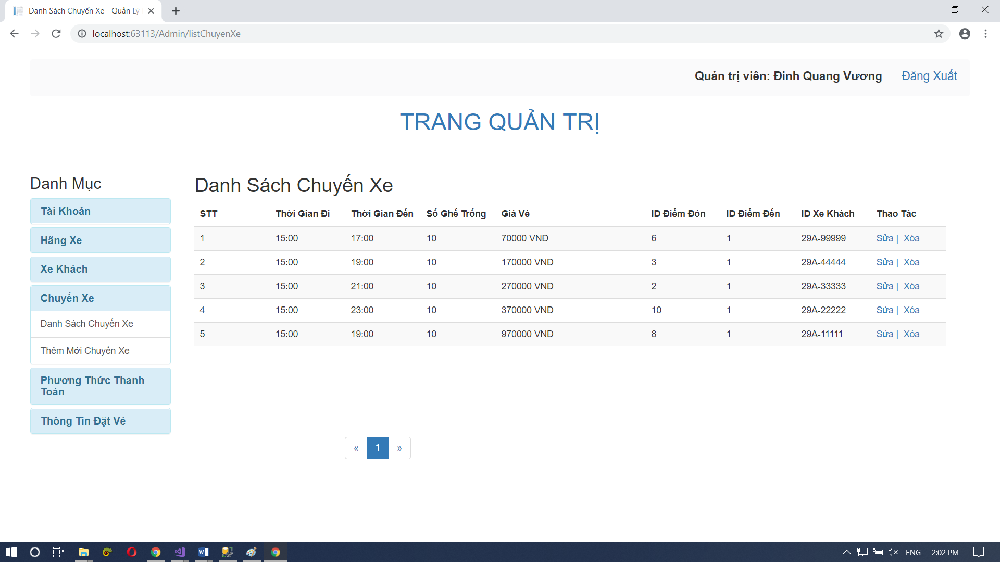 Danh Sách Chuyến Xe - Quản Lý
localhost:63113/Admin/listChuyenXe
Quản trị viên: Đinh Quang Vương Đăng Xuất
TRANG QUẢN TRỊ
Danh Mục
Tài Khoản
Hãng Xe
Xe Khách
Chuyến Xe
Danh Sách Chuyến Xe
Thêm Mới Chuyến Xe
Phương Thức Thanh
Toán
Thông Tin Đặt Vé
Danh Sách Chuyến Xe
STT Thời Gian Đi Thời Gian Đến Số Ghế Trống Giá Vé ID Điểm Đón ID Điểm Đến ID Xe Khách Thao Tác
1 15:00 17:00 10 70000 VNĐ 6 1 29A-99999 Sửa | Xóa
2 15:00 19:00 10 170000 VNĐ 3 1 29A-44444 Sửa | Xóa
3 15:00 21:00 10 270000 VNĐ 2 1 29A-33333 Sửa | Xóa
4 15:00 23:00 10 370000 VNĐ 10 1 29A-22222 Sửa | Xóa
5 15:00 19:00 10 970000 VNĐ 8 1 29A-11111 Sửa | Xóa
« 1 »
ENG 2:02 PM